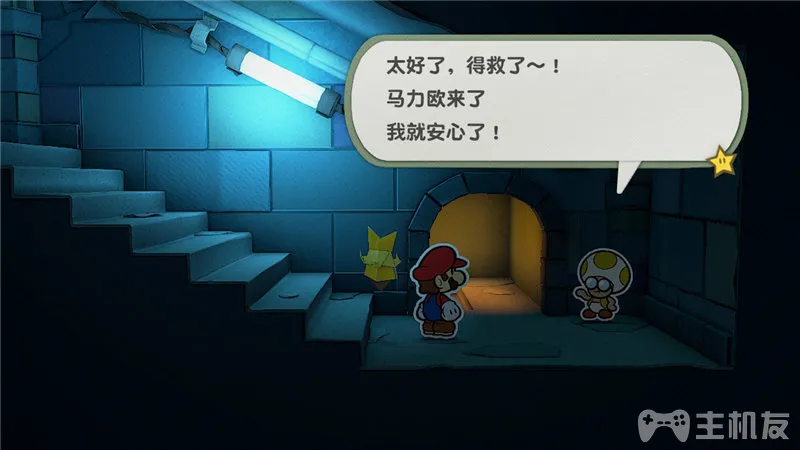 太好了，得救了～！
马力欧来了
我就安心了！
主机友